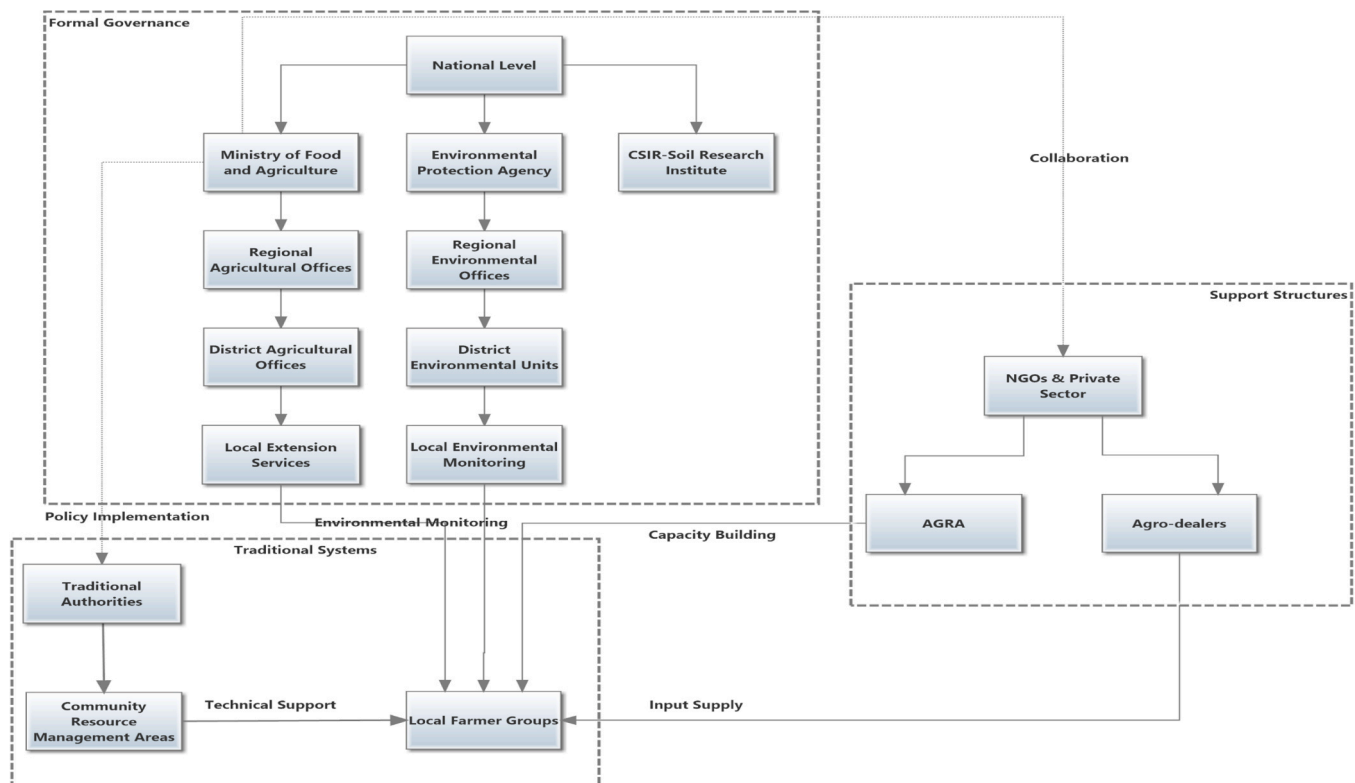 Formal Governance
National Level
Ministry of Food
and Agriculture
Environmental
Protection Agency
CSIR-Soil Research
Institute
Collaboration
Regional
Agricultural Offices
Regional
Environmental
Offices
Support Structures
District Agricultural
Offices
District
Environmental Units
NGOs & Private
Sector
Local Extension
Services
Local Environmental
Monitoring
AGRA
Agro-dealers
Policy Implementation
Environmental Monitoring
Capacity Building
Traditional Systems
Traditional
Authorities
Community
Resource
Management Areas
Technical Support
Local Farmer Groups
Input Supply